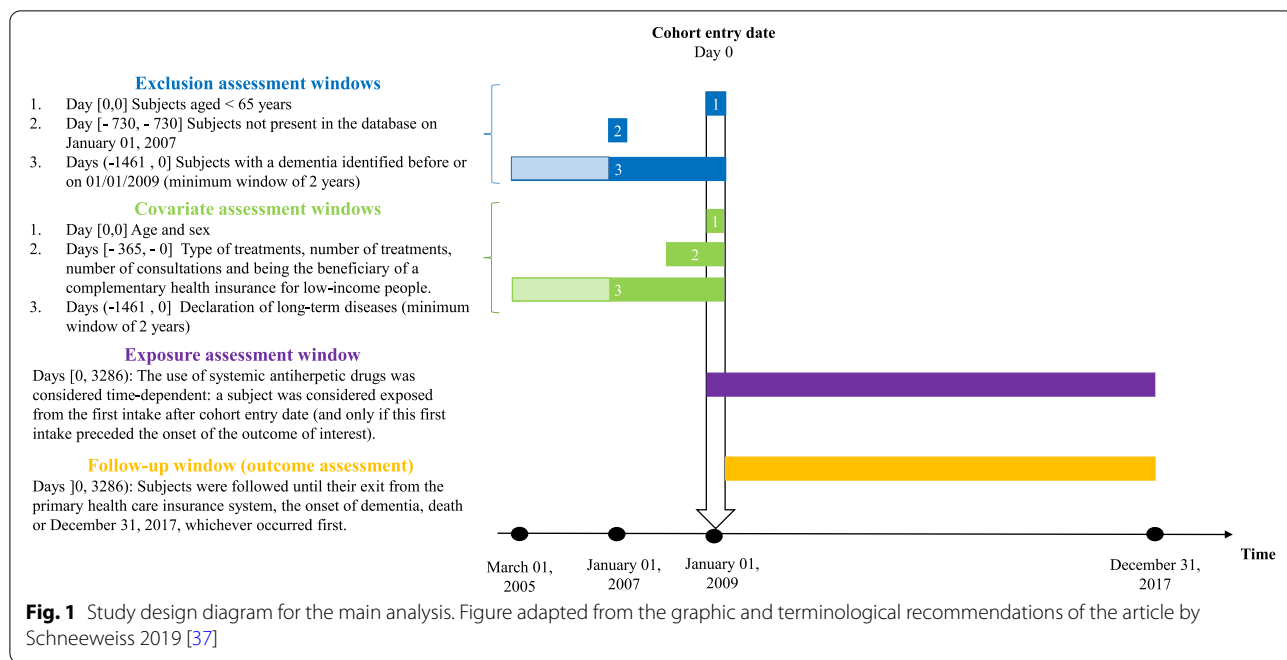 Cohort entry date
Day 0
Exclusion assessment windows
1. Day [0,0] Subjects aged < 65 years
2. Day [- 730, - 730] Subjects not present in the database on
January 01, 2007
3. Days (-1461 , 0] Subjects with a dementia identified before or
on 01/01/2009 (minimum window of 2 years)
1
2
3
Covariate assessment windows
1. Day [0,0] Age and sex
2. Days [- 365, - 0] Type of treatments, number of treatments,
number of consultations and being the beneficiary of a
complementary health insurance for low-income people.
3. Days (-1461 , 0] Declaration of long-term diseases (minimum
window of 2 years)
1
2
3
Exposure assessment window
Days [0, 3286): The use of systemic antiherpetic drugs was
considered time-dependent: a subject was considered exposed
from the first intake after cohort entry date (and only if this first
intake preceded the onset of the outcome of interest).
Follow-up window (outcome assessment)
Days ]0, 3286): Subjects were followed until their exit from the
primary health care insurance system, the onset of dementia, death
or December 31, 2017, whichever occurred first.
Time
March 01,
2005
January 01,
2007
January 01,
2009
December 31,
2017
Fig. 1 Study design diagram for the main analysis. Figure adapted from the graphic and terminological recommendations of the article by
Schneeweiss 2019 [37]